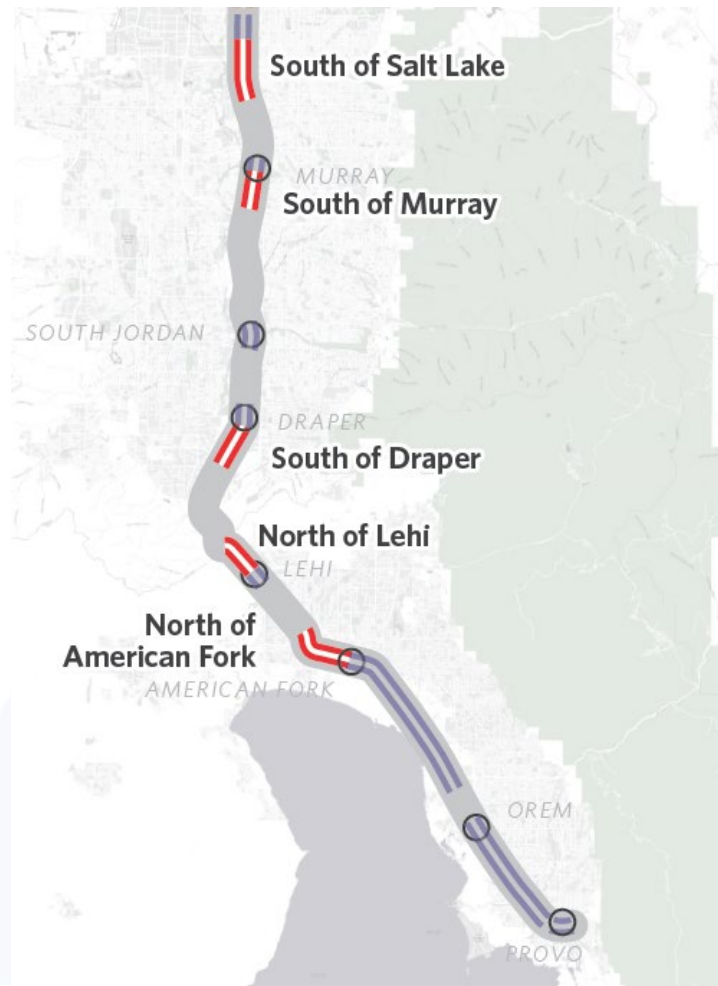 South of Salt Lake
MURRAY
South of Murray
SOUTH JORDAN
DRAPER
South of Draper
North of Lehi
LEHI
North of
American Fork
AMERICAN FORK
OREM
PROVO